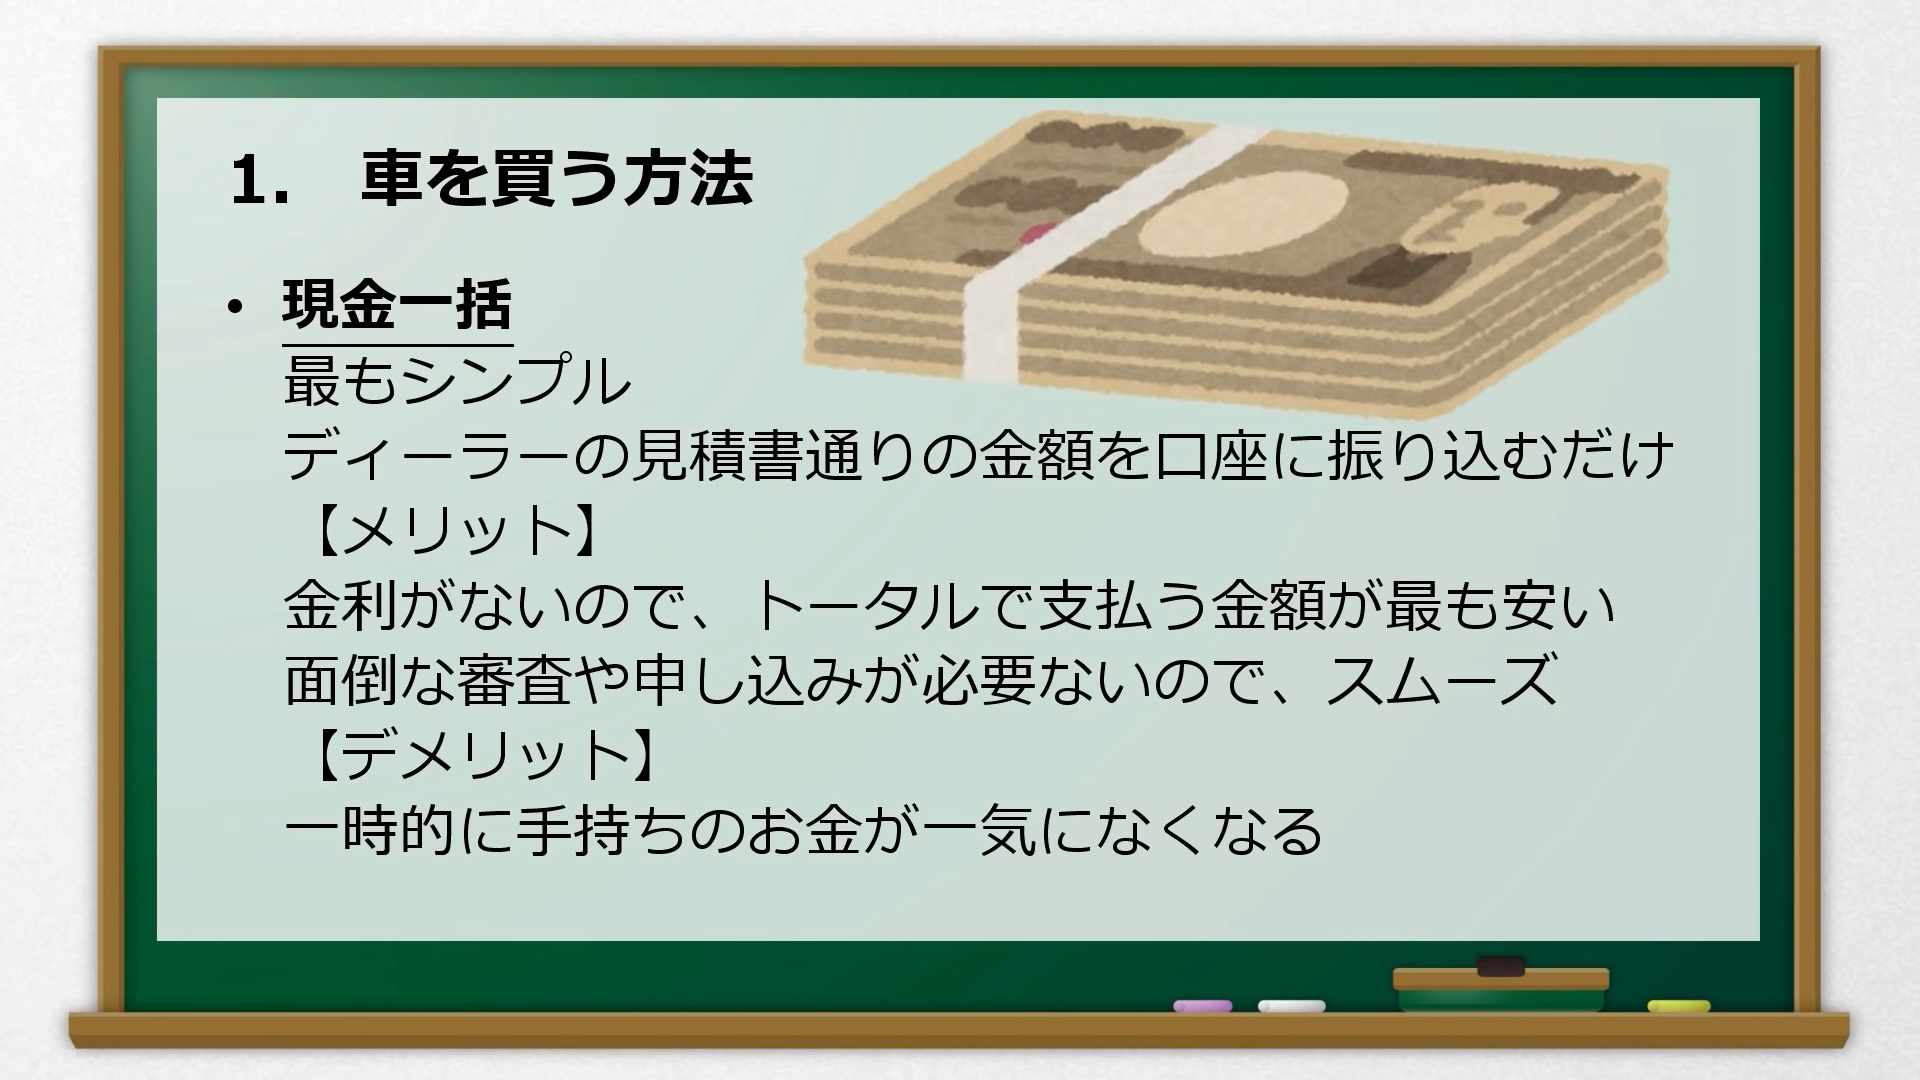 1.　車を買う方法
• 現金一括
最もシンプル
ディーラーの見積書通りの金額を口座に振り込むだけ
【メリット】
金利がないので、トータルで支払う金額が最も安い
面倒な審査や申し込みが必要ないので、スムーズ
【デメリット】
一時的に手持ちのお金が一気になくなる